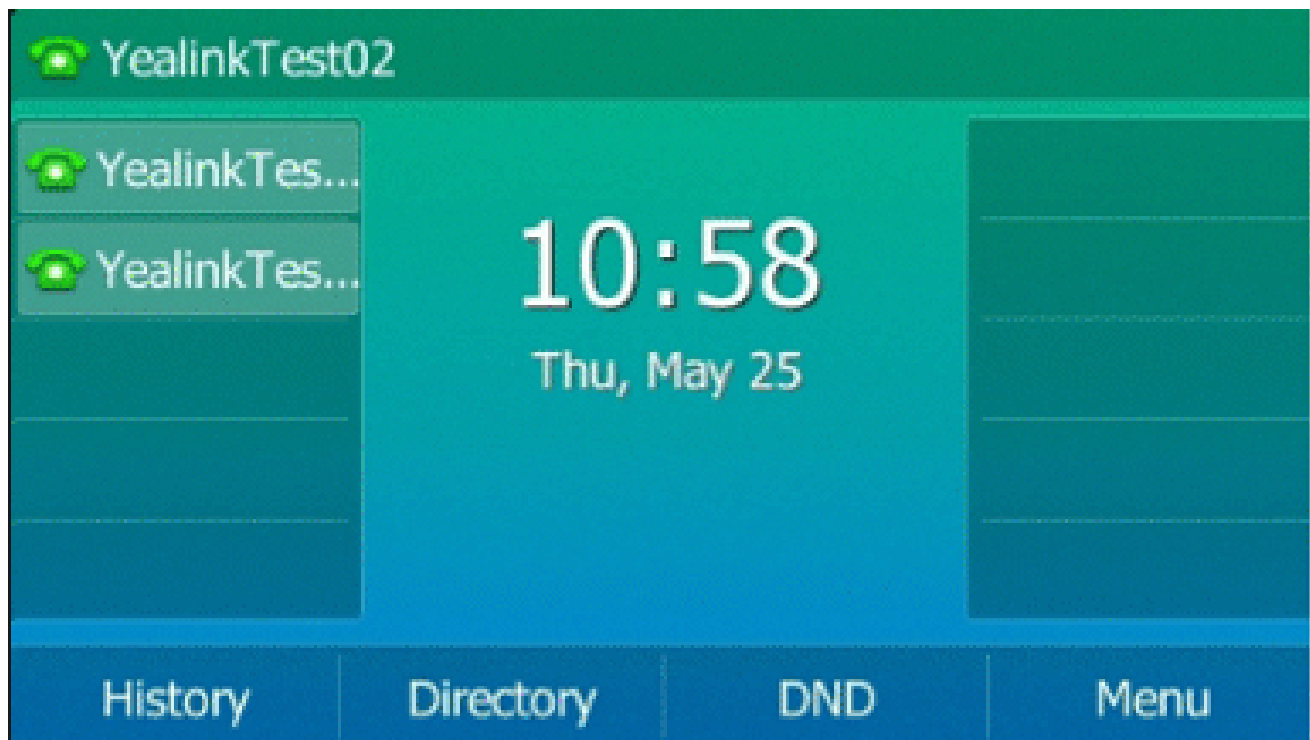 YealinkTest02
YealinkTes...
YealinkTes...
10:58
Thu, May 25
History Directory DND Menu